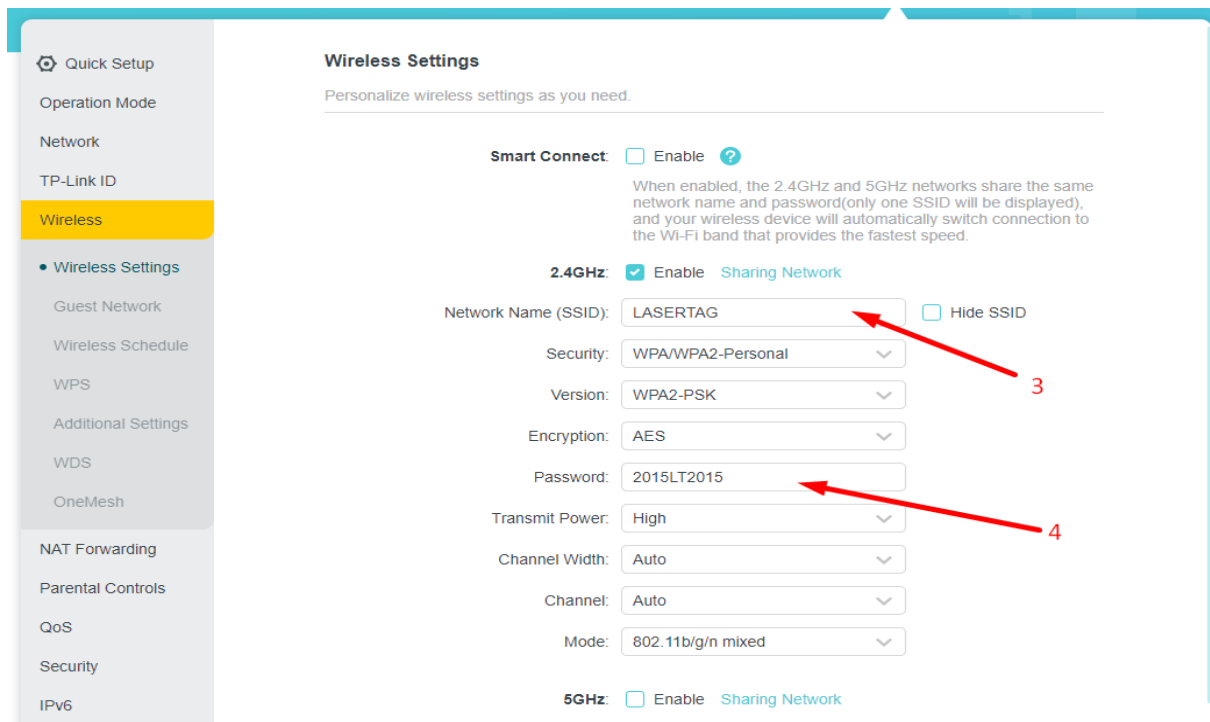 Quick Setup
Operation Mode
Network
TP-Link ID
Wireless
• Wireless Settings
Guest Network
Wireless Schedule
WPS
Additional Settings
WDS
OneMesh
NAT Forwarding
Parental Controls
QoS
Security
IPv6
Wireless Settings
Personalize wireless settings as you need.
Smart Connect: Enable ?
When enabled, the 2.4GHz and 5GHz networks share the same
network name and password(only one SSID will be displayed),
and your wireless device will automatically switch connection to
the Wi-Fi band that provides the fastest speed.
2.4GHz: Enable Sharing Network
Network Name (SSID): LASERTAG Hide SSID
3
Security: WPA/WPA2-Personal
Version: WPA2-PSK
Encryption: AES
Password: 2015LT2015
4
Transmit Power: High
Channel Width: Auto
Channel: Auto
Mode: 802.11b/g/n mixed
5GHz: Enable Sharing Network